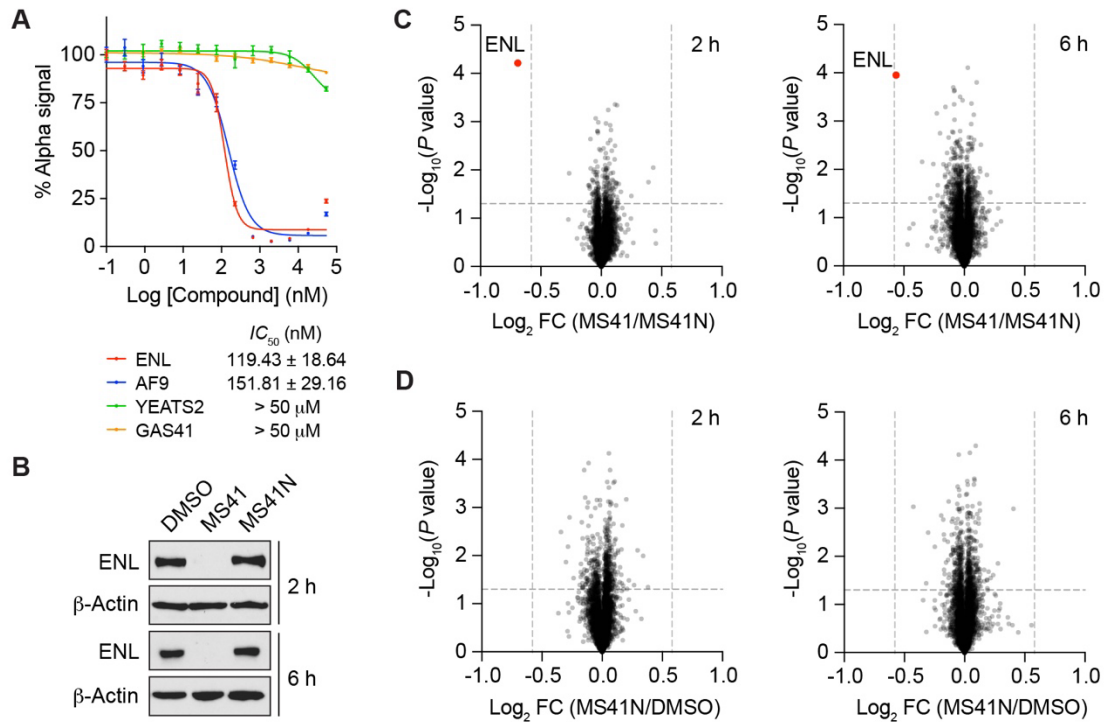 A
% Alpha signal
100
75
50
25
0
-1 0 1 2 3 4 5
Log [Compound] (nM)
IC50 (nM)
ENL 119.43 ± 18.64
AF9 151.81 ± 29.16
YEATS2 > 50 μM
GAS41 > 50 μM
B
DMSO MS41 MS41N
ENL
β-Actin
2 h
ENL
β-Actin
6 h
C
2 h
ENL
-Log10(P value)
5
4
3
2
1
0
-1.0 -0.5 0.0 0.5 1.0
Log2 FC (MS41/MS41N)
6 h
ENL
-Log10(P value)
5
4
3
2
1
0
-1.0 -0.5 0.0 0.5 1.0
Log2 FC (MS41/MS41N)
D
2 h
-Log10(P value)
5
4
3
2
1
0
-1.0 -0.5 0.0 0.5 1.0
Log2 FC (MS41N/DMSO)
6 h
-Log10(P value)
5
4
3
2
1
0
-1.0 -0.5 0.0 0.5 1.0
Log2 FC (MS41N/DMSO)